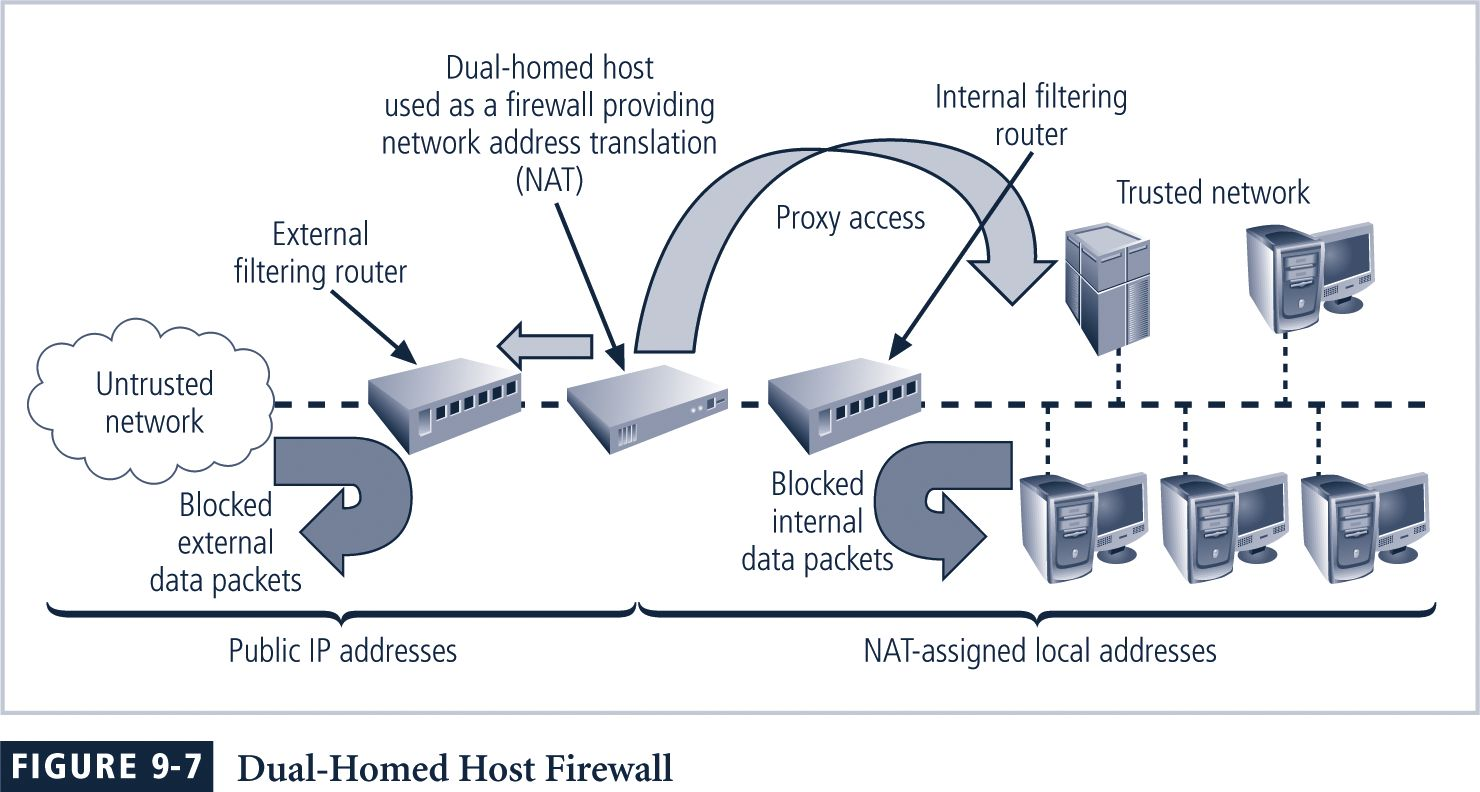 Dual-homed host
used as a firewall providing
network address translation
(NAT)
Internal filtering
router
Trusted network
Proxy access
External
filtering router
Untrusted
network
Blocked
external
data packets
Blocked
internal
data packets
Public IP addresses
NAT-assigned local addresses
FIGURE 9-7 Dual-Homed Host Firewall